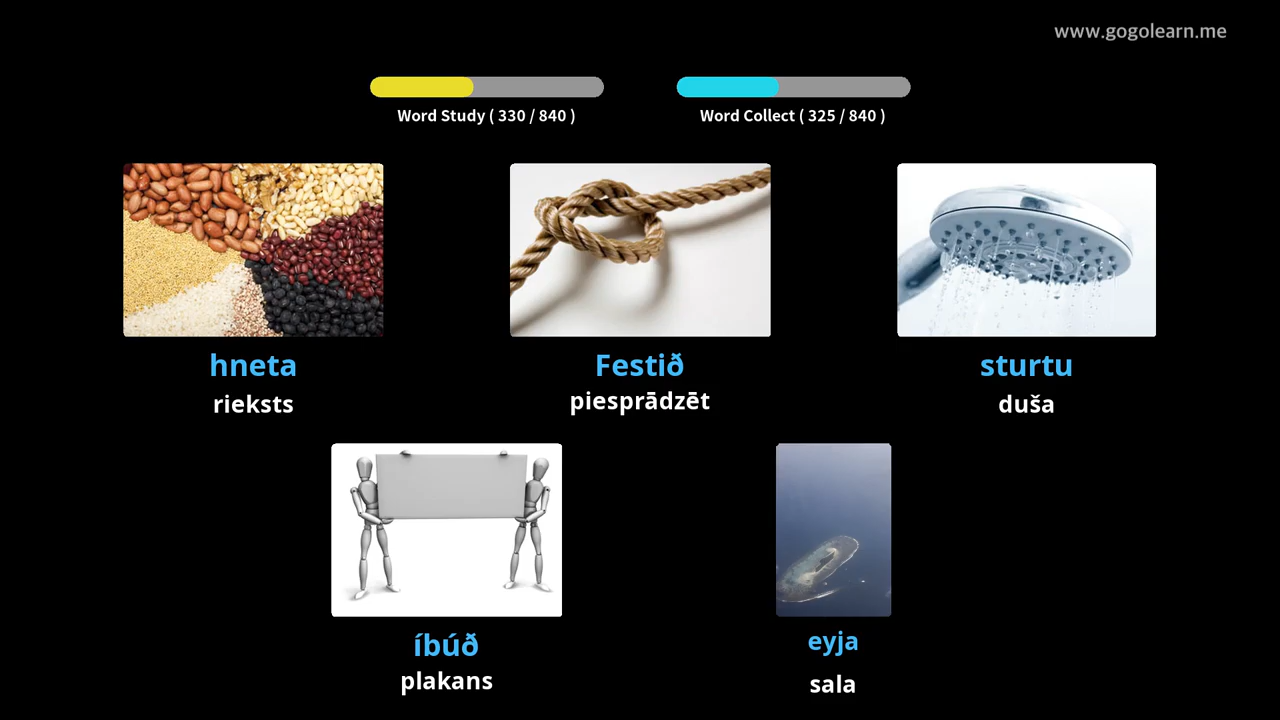 www.gogolearn.me
Word Study ( 330 / 840 )
Word Collect ( 325 / 840 )
hneta
rieksts
Festið
piesprādzēt
sturtu
duša
íbúð
plakans
eyja
sala